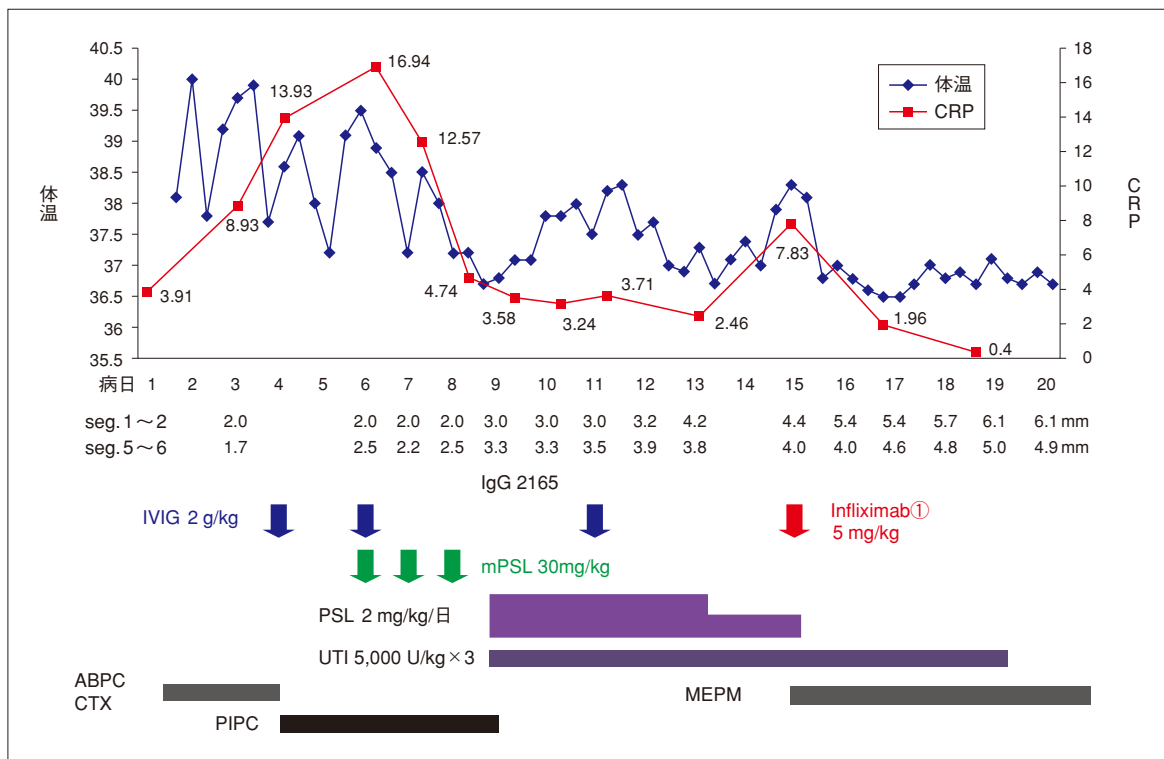 40.5
40
39.5
39
38.5
38
37.5
37
36.5
36
35.5
体温
18
16
14
12
10
8
6
4
2
0
CRP
体温
CRP
3.91
8.93
13.93
16.94
12.57
4.74
3.58
3.24
3.71
2.46
7.83
1.96
0.4
病日 1 2 3 4 5 6 7 8 9 10 11 12 13 14 15 16 17 18 19 20
seg.1～2 2.0 2.0 2.0 2.0 3.0 3.0 3.0 3.2 4.2 4.4 5.4 5.4 5.7 6.1 6.1 mm
seg.5～6 1.7 2.5 2.2 2.5 3.3 3.3 3.5 3.9 3.8 4.0 4.0 4.6 4.8 5.0 4.9 mm
IgG 2165
IVIG 2 g/kg
Infliximab①
5 mg/kg
mPSL 30mg/kg
PSL 2 mg/kg/日
UTI 5,000 U/kg×3
ABPC
CTX
MEPM
PIPC